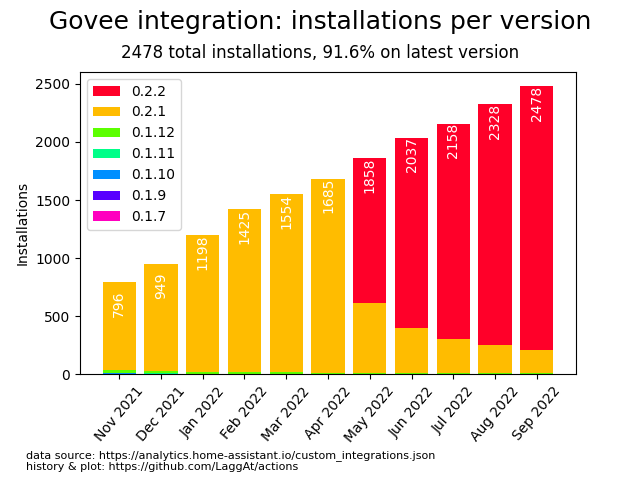 Govee integration: installations per version
2478 total installations, 91.6% on latest version
Installations
2500
2000
1500
1000
500
0
0.2.2
0.2.1
0.1.12
0.1.11
0.1.10
0.1.9
0.1.7
796
949
1198
1425
1554
1685
1858
2037
2158
2328
2478
Nov 2021
Dec 2021
Jan 2022
Feb 2022
Mar 2022
Apr 2022
May 2022
Jun 2022
Jul 2022
Aug 2022
Sep 2022
data source: https://analytics.home-assistant.io/custom_integrations.json
history & plot: https://github.com/LaggAt/actions